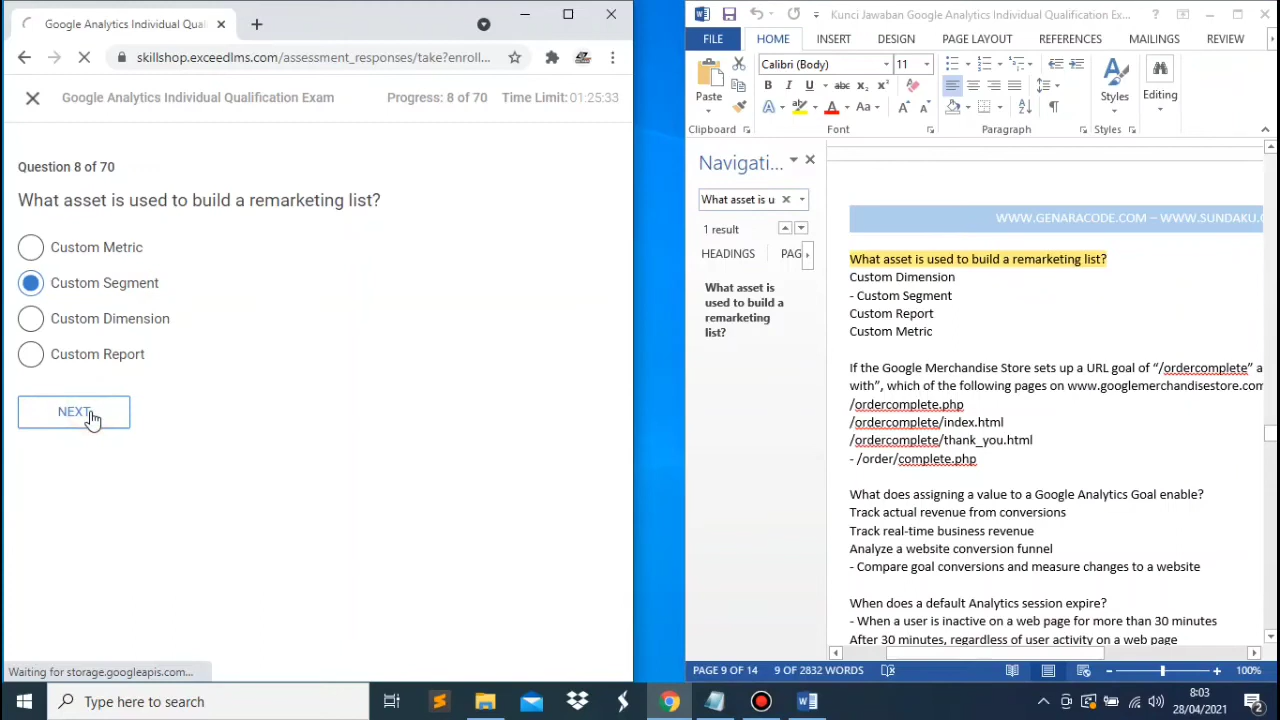 Google Analytics Individual Qual
skillshop.exceedlms.com/assessment_responses/take?enroll...
Google Analytics Individual Qualification Exam
Progress: 8 of 70
Time Limit: 01:25:33
Question 8 of 70
What asset is used to build a remarketing list?
Custom Metric
Custom Segment
Custom Dimension
Custom Report
NEXT
Waiting for storage.googleapis.com...
Kunci Jawaban Google Analytics Individual Qualification Ex...
FILE HOME INSERT DESIGN PAGE LAYOUT REFERENCES MAILINGS REVIEW
Calibri (Body) 11
Paste
Styles
Editing
Clipboard Font Paragraph Styles
Navigati...
What asset is u
1 result
HEADINGS PAG
What asset is
used to build a
remarketing
list?
WWW.GENARACODE.COM – WWW.SUNDAKU.C
What asset is used to build a remarketing list?
Custom Dimension
- Custom Segment
Custom Report
Custom Metric
If the Google Merchandise Store sets up a URL goal of “/ordercomplete” a
with”, which of the following pages on www.googlemerchandisestore.com
/ordercomplete.php
/ordercomplete/index.html
/ordercomplete/thank_you.html
- /order/complete.php
What does assigning a value to a Google Analytics Goal enable?
Track actual revenue from conversions
Track real-time business revenue
Analyze a website conversion funnel
- Compare goal conversions and measure changes to a website
When does a default Analytics session expire?
- When a user is inactive on a web page for more than 30 minutes
After 30 minutes, regardless of user activity on a web page
PAGE 9 OF 14 9 OF 2832 WORDS 100%
Type here to search
8:03
28/04/2021
2